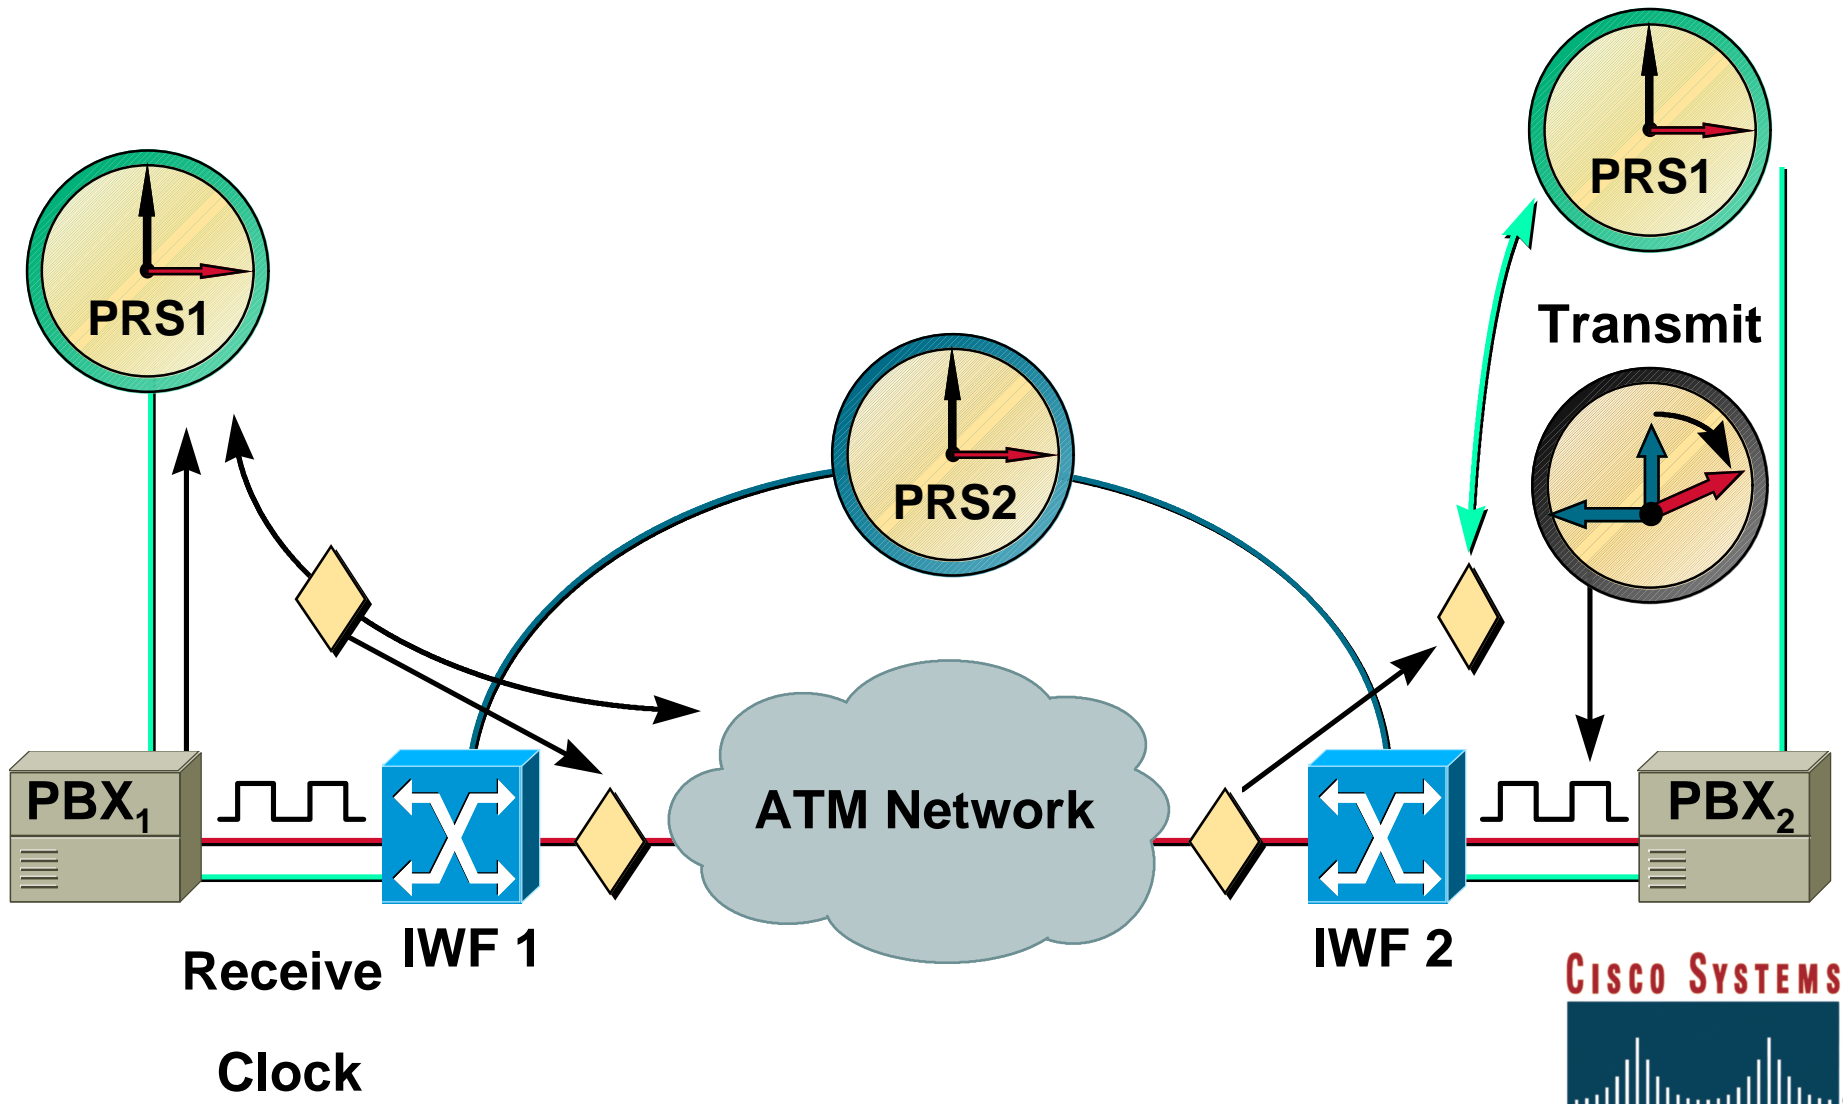 PRS1
PRS1
Transmit
PRS2
PBX1
ATM Network
PBX2
IWF 1
IWF 2
Receive
Clock
CISCO SYSTEMS